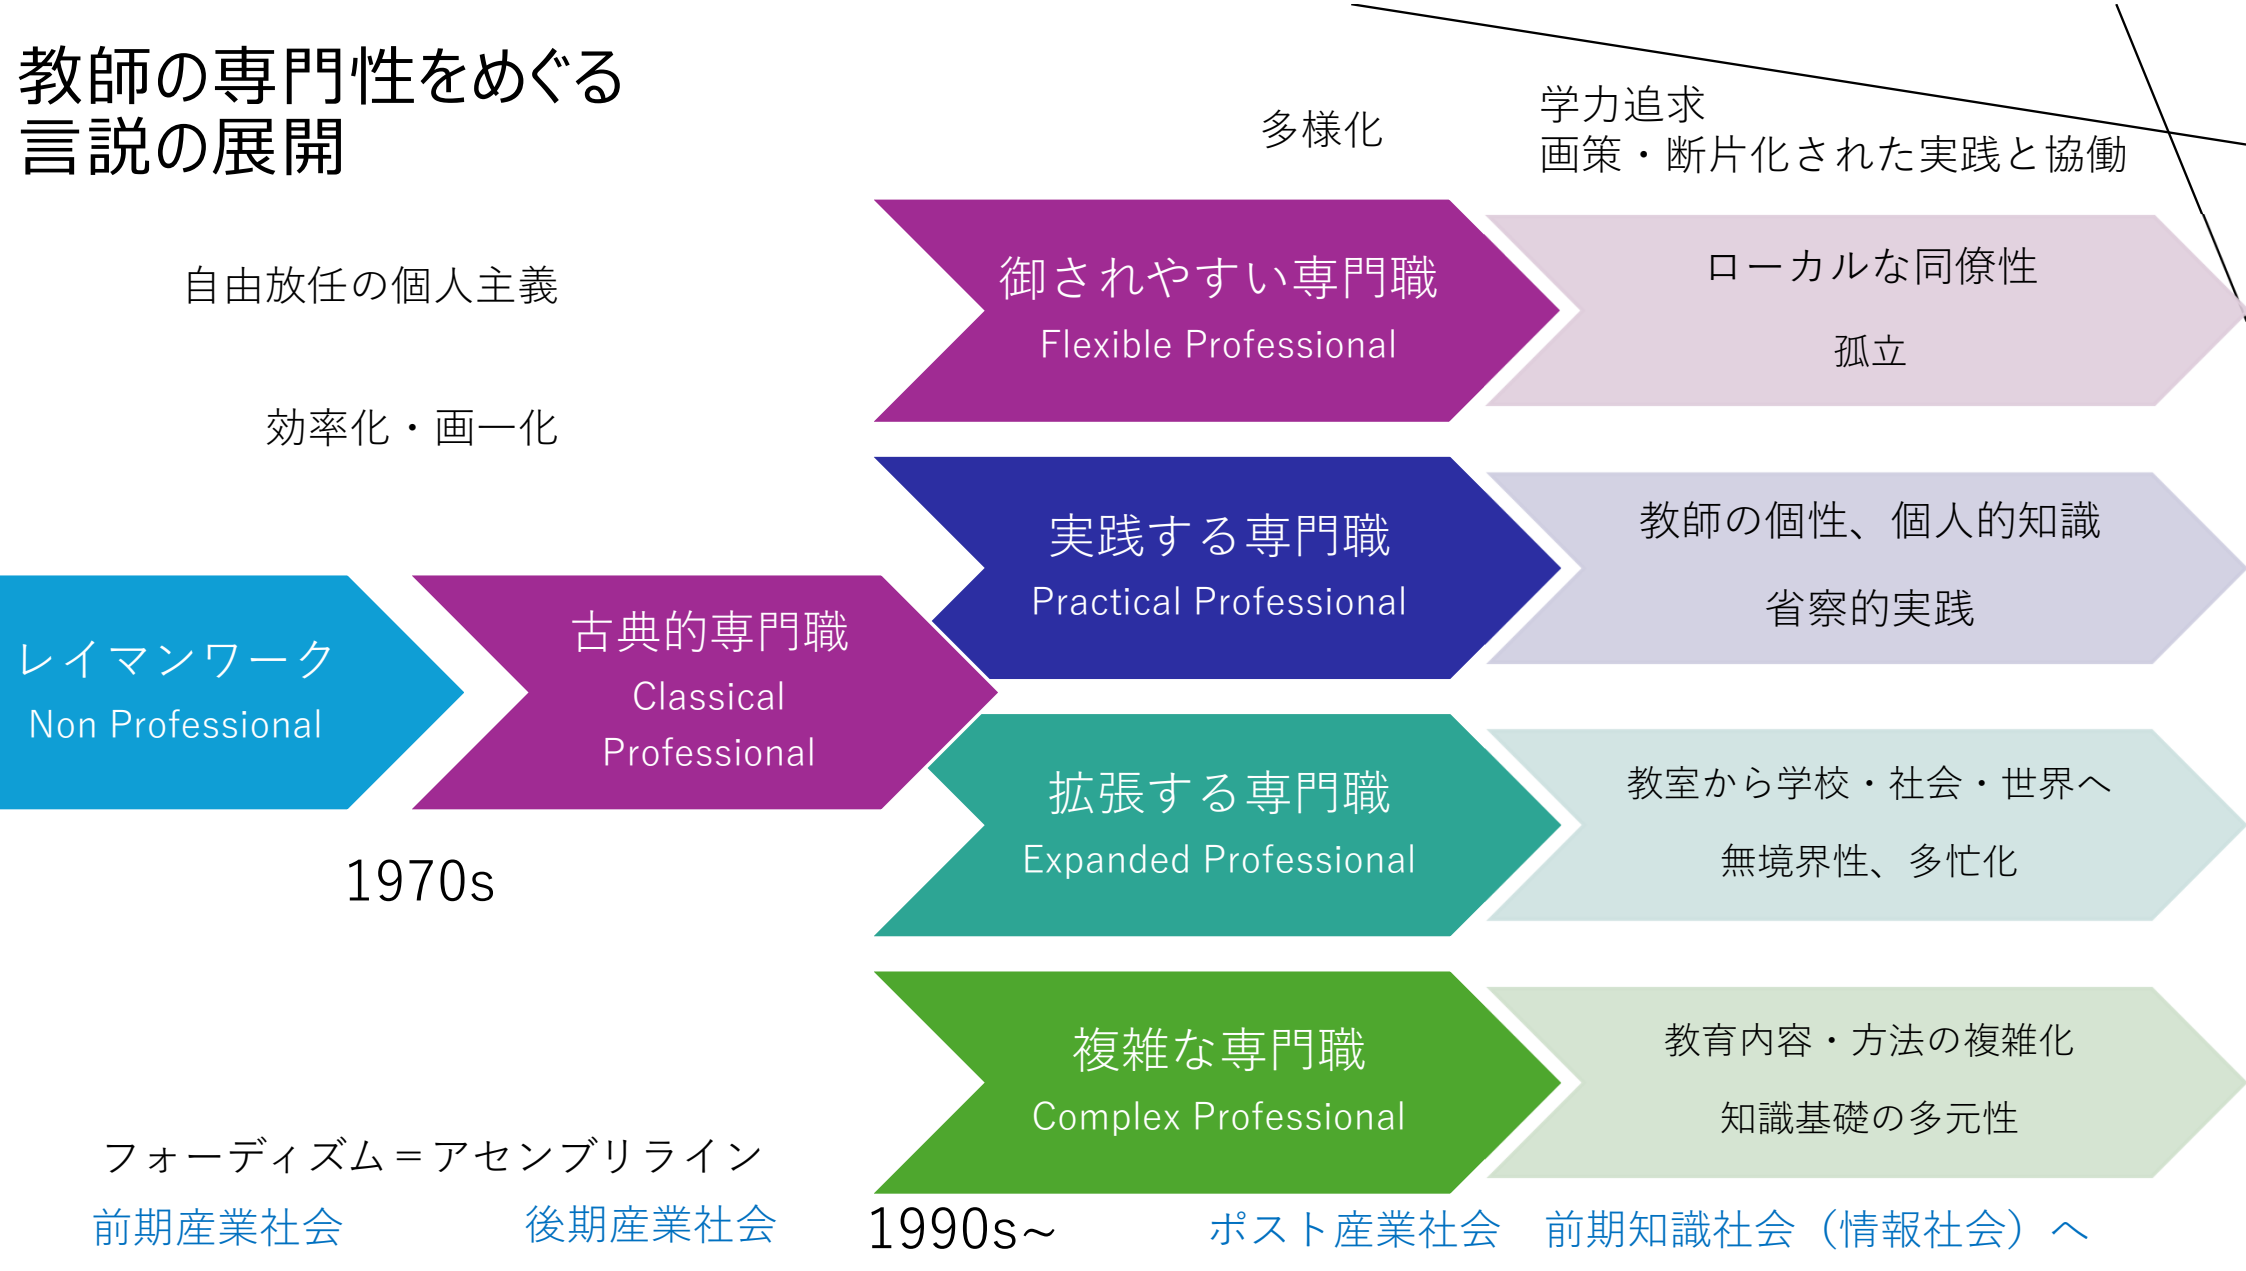 教師の専門性をめぐる
言説の展開
多様化
学力追求
画策・断片化された実践と協働
自由放任の個人主義
効率化・画一化
御されやすい専門職
Flexible Professional
ローカルな同僚性
孤立
実践する専門職
Practical Professional
教師の個性、個人的知識
省察的実践
レイマンワーク
Non Professional
古典的専門職
Classical
Professional
拡張する専門職
Expanded Professional
教室から学校・社会・世界へ
無境界性、多忙化
1970s
複雑な専門職
Complex Professional
教育内容・方法の複雑化
知識基礎の多元性
フォーディズム＝アセンブリライン
前期産業社会
後期産業社会
1990s~
ポスト産業社会
前期知識社会（情報社会）へ